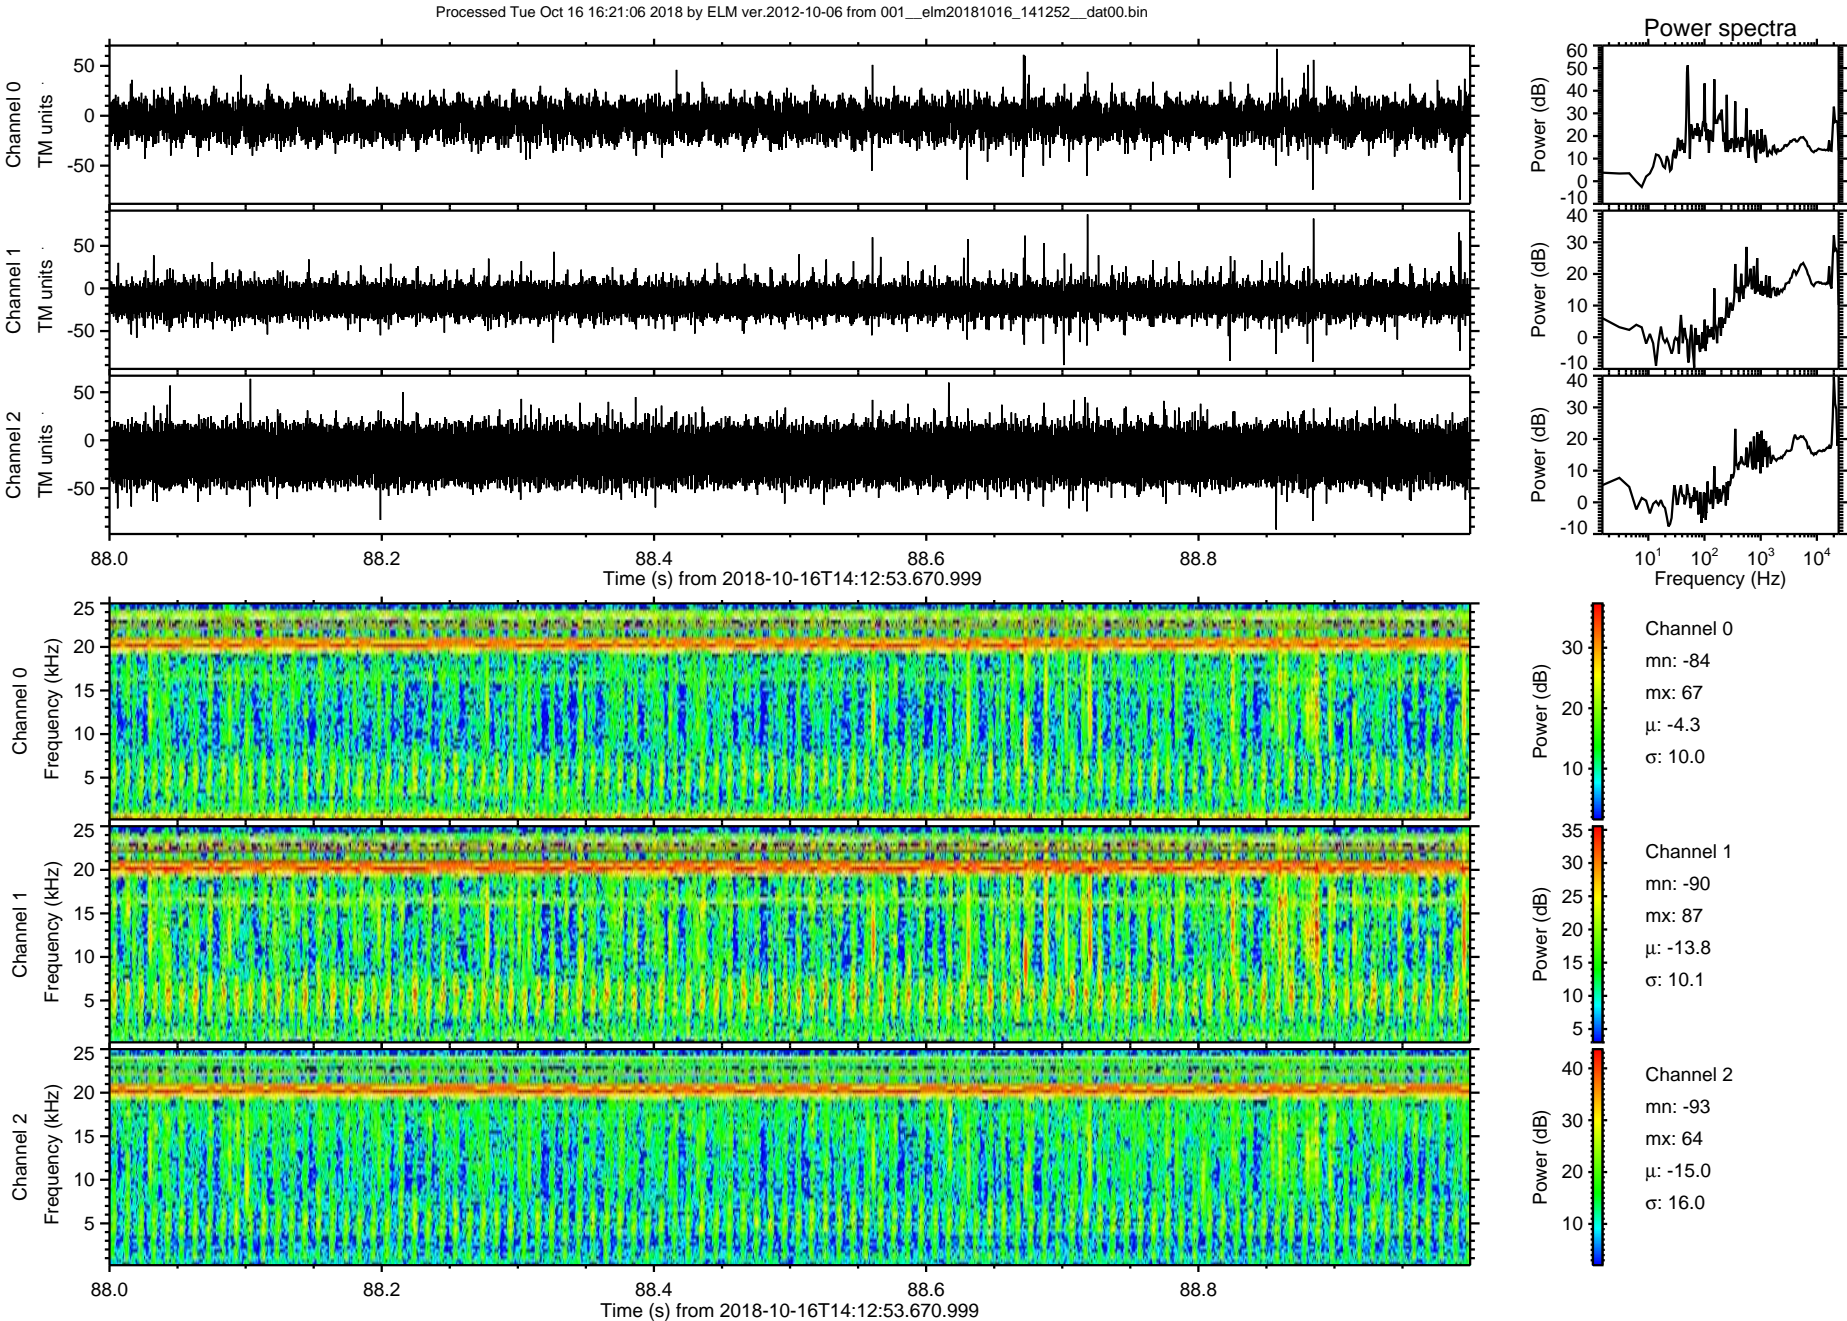 Processed Tue Oct 16 16:21:06 2018 by ELM ver.2012-10-06 from 001__elm20181016_141252__dat00.bin
Power spectra
Channel 0
TM units
50
0
-50
Power (dB)
60
50
40
30
20
10
0
-10
Channel 1
TM units
50
0
-50
Power (dB)
40
30
20
10
0
-10
Channel 2
TM units
50
0
-50
Power (dB)
40
30
20
10
0
-10
88.0 88.2 88.4 88.6 88.8
Time (s) from 2018-10-16T14:12:53.670.999
10¹ 10² 10³ 10⁴
Frequency (Hz)
Channel 0
Frequency (kHz)
25
20
15
10
5
Power (dB)
30
20
10
Channel 0
mn: -84
mx: 67
μ: -4.3
σ: 10.0
Channel 1
Frequency (kHz)
25
20
15
10
5
Power (dB)
35
30
25
20
15
10
5
Channel 1
mn: -90
mx: 87
μ: -13.8
σ: 10.1
Channel 2
Frequency (kHz)
25
20
15
10
5
Power (dB)
40
30
20
10
Channel 2
mn: -93
mx: 64
μ: -15.0
σ: 16.0
88.0 88.2 88.4 88.6 88.8
Time (s) from 2018-10-16T14:12:53.670.999